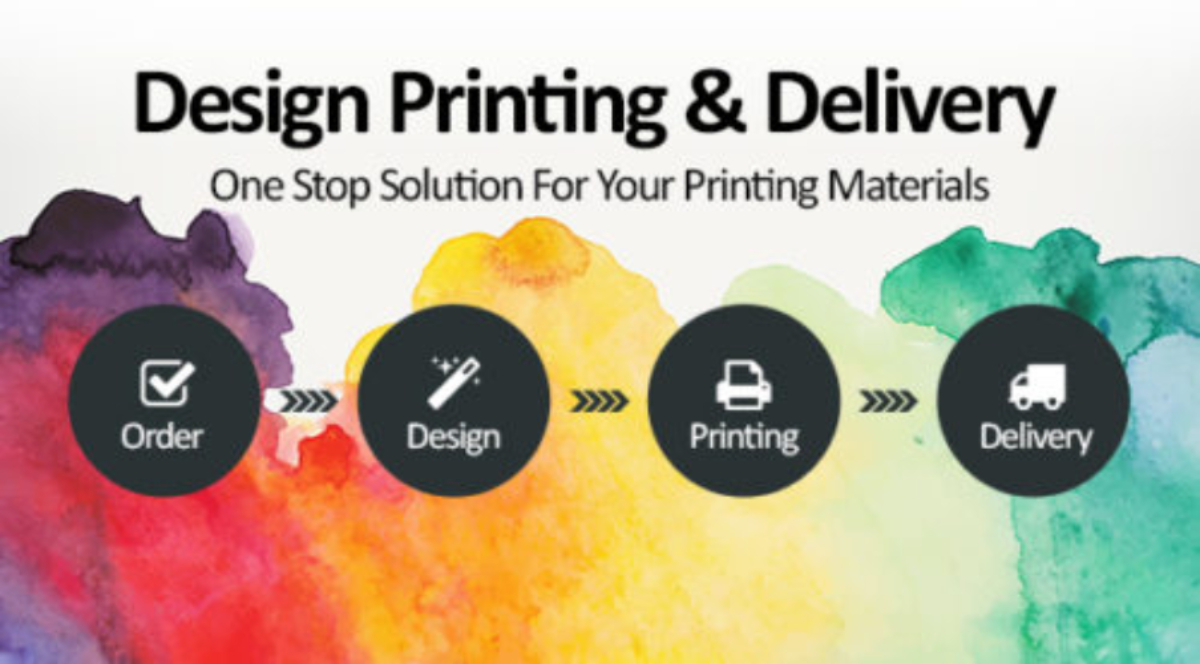 Design Printing & Delivery
One Stop Solution For Your Printing Materials
Order
Design
Printing
Delivery